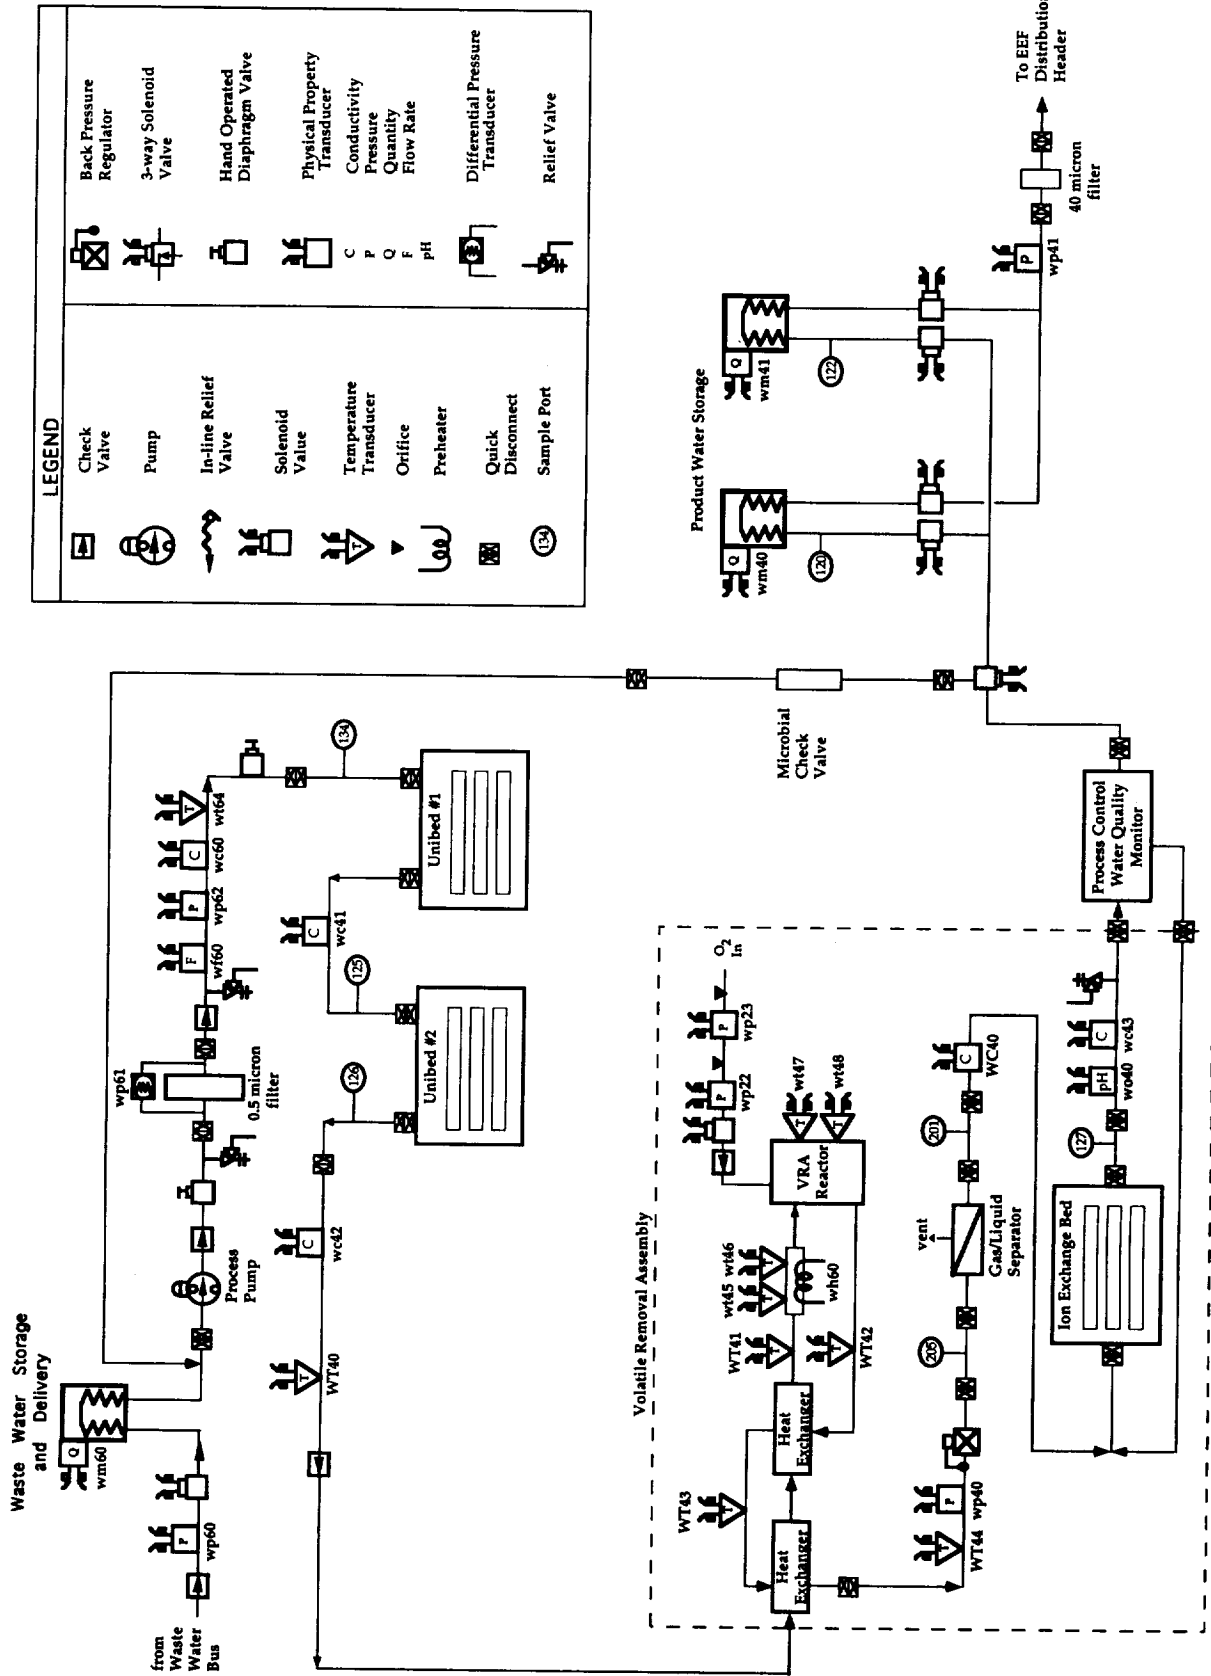 LEGEND
Check
Valve
Pump
In-line Relief
Valve
Solenoid
Value
Temperature
Transducer
T
Orifice
Preheater
Quick
Disconnect
134
Sample Port
Back Pressure
Regulator
3-way Solenoid
Valve
Hand Operated
Diaphragm Valve
Physical Property
Transducer
C Conductivity
P Pressure
Q Quantity
F Flow Rate
pH
Differential Pressure
Transducer
Relief Valve
Waste Water Storage
and Delivery
from
Waste
Water
Bus
P
wp60
Q
wm60
Process
Pump
wp61
0.5 micron
filter
F
wf60
P
wp62
C
wc60
T
wt64
134
Unibed #1
C
wc41
125
Unibed #2
126
C
wc42
T
WT40
Microbial
Check
Valve
Product Water Storage
Q
wm40
120
Q
wm41
122
P
wp41
40 micron
filter
To EEF
Distribution
Header
Volatile Removal Assembly
Heat
Exchanger
Heat
Exchanger
T
WT43
T
WT41
T
WT42
T
wt45
T
wt46
wh60
VRA
Reactor
T
wt47
T
wt48
P
wp22
P
wp23
O2
In
T
WT44
P
wp40
205
vent
Gas/Liquid
Separator
201
C
WC40
Ion Exchange Bed
127
pH
wo40
C
wc43
Process Control
Water Quality
Monitor